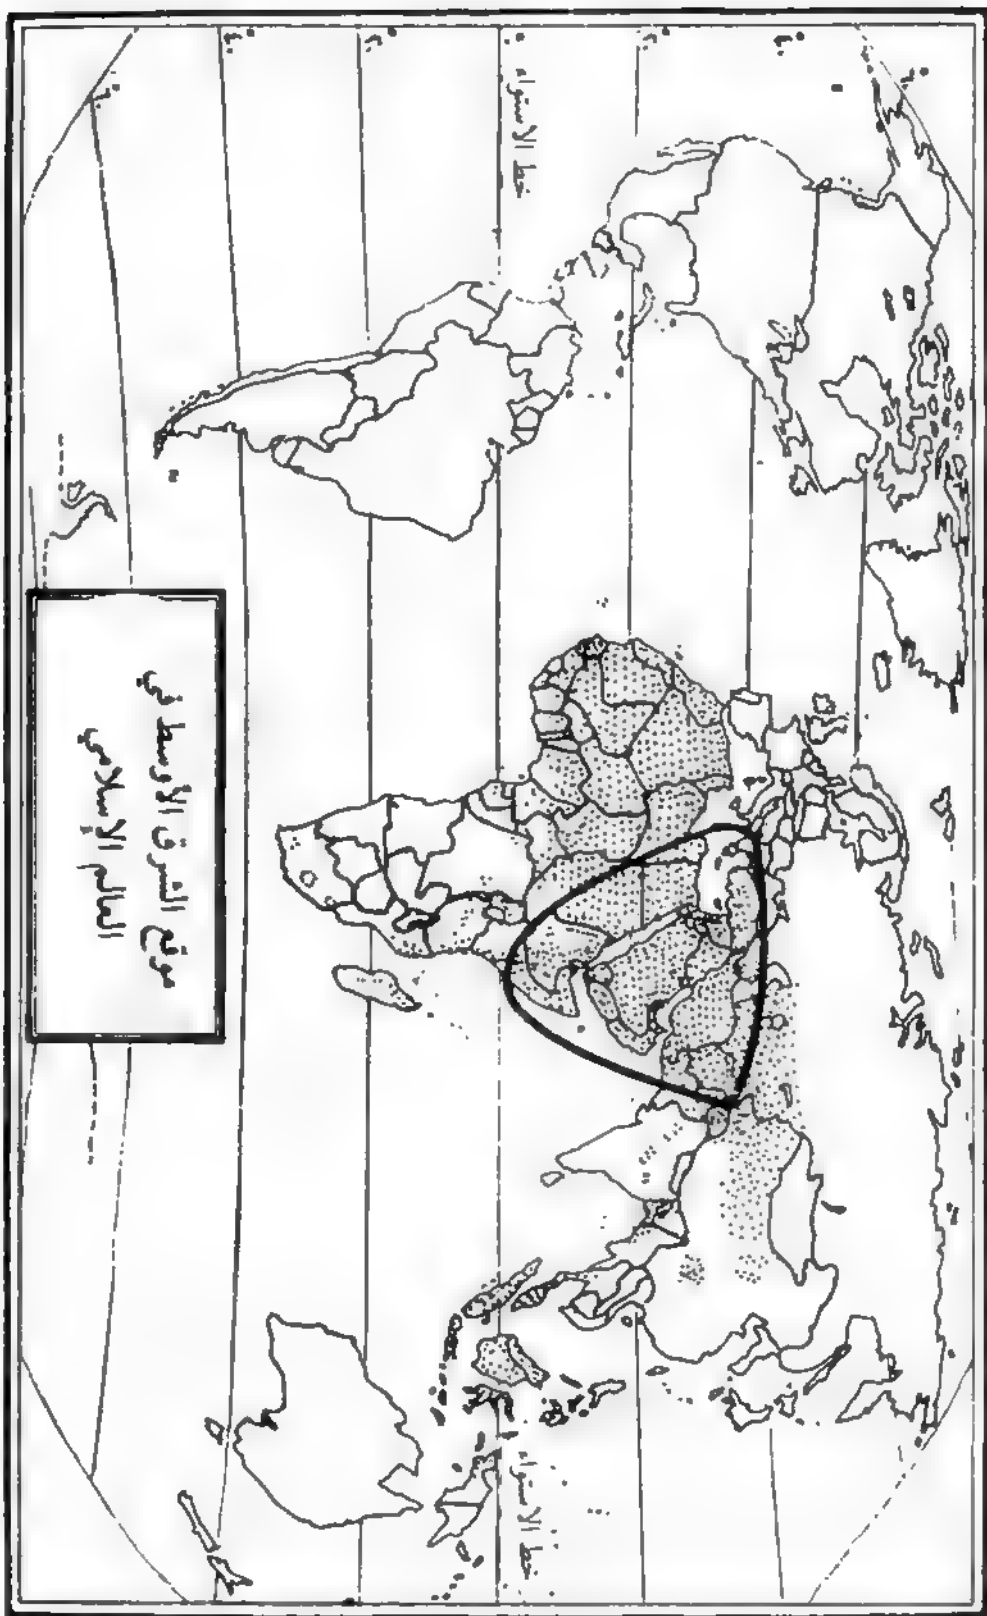 خط الاستواء
موقع الشرق الأوسط في
العالم الإسلامي
خط الاستواء